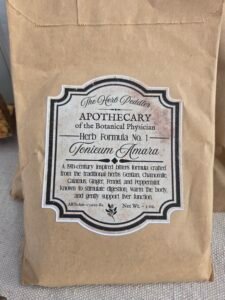 The Herb Peddler
APOTHECARY
of the Botanical Physician
Herb Formula No. 1
Tonicum Amara
A 19th-century inspired bitters formula crafted
from the traditional herbs Gentian, Chamomile,
Calamus, Ginger, Fennel, and Peppermint
known to stimulate digestion, warm the body,
and gently support liver function.
Net Wt.